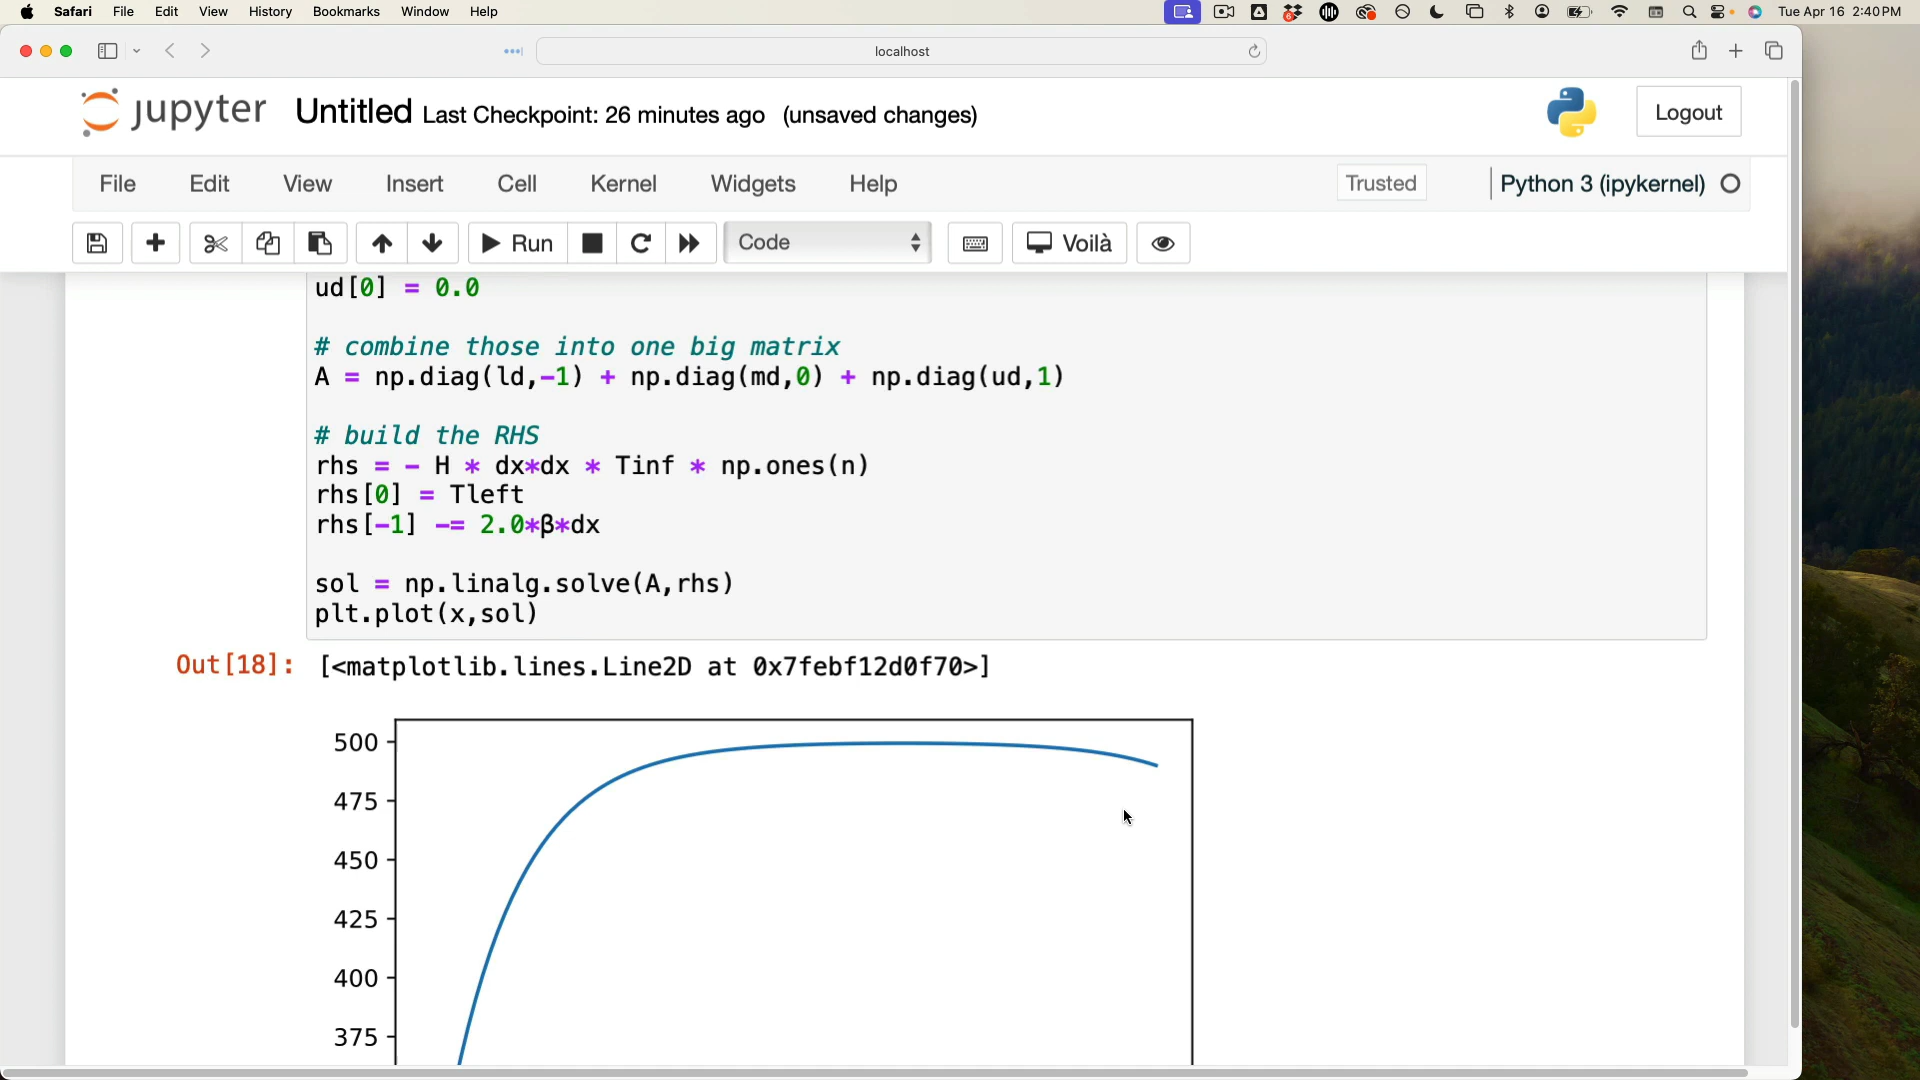 Safari File Edit View History Bookmarks Window Help Tue Apr 16 2:40 PM
localhost
jupyter Untitled Last Checkpoint: 26 minutes ago (unsaved changes) Logout
File Edit View Insert Cell Kernel Widgets Help Trusted Python 3 (ipykernel)
Run Code Voilà
ud[0] = 0.0
# combine those into one big matrix
A = np.diag(ld,-1) + np.diag(md,0) + np.diag(ud,1)
# build the RHS
rhs = - H * dx*dx * Tinf * np.ones(n)
rhs[0] = Tleft
rhs[-1] -= 2.0*β*dx
sol = np.linalg.solve(A,rhs)
plt.plot(x,sol)
Out[18]: [<matplotlib.lines.Line2D at 0x7febf12d0f70>]
500
475
450
425
400
375